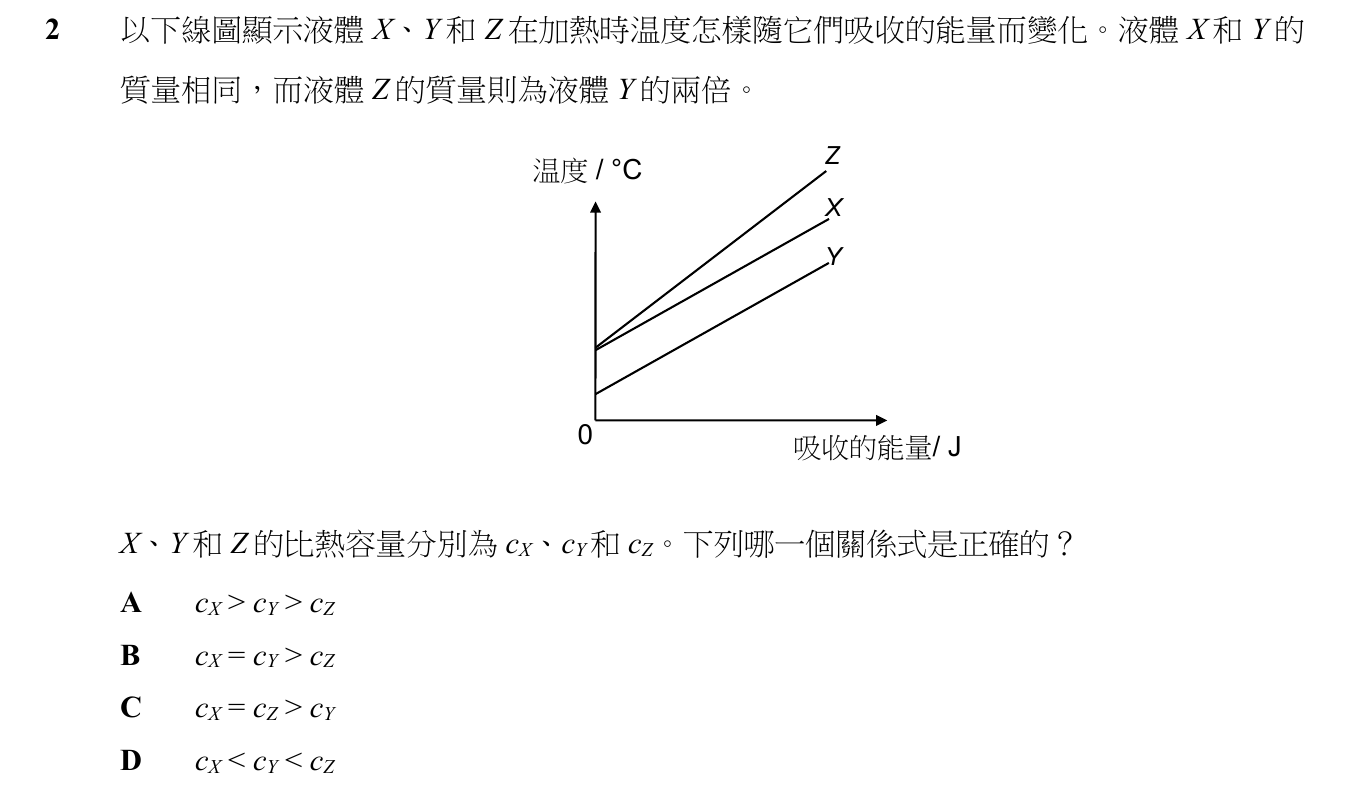 2 以下線圖顯示液體 X、Y 和 Z 在加熱時温度怎樣隨它們吸收的能量而變化。液體 X 和 Y 的
質量相同，而液體 Z 的質量則為液體 Y 的兩倍。
温度 / °C
Z
X
Y
0
吸收的能量/ J
X、Y 和 Z 的比熱容量分別為 cX、cY 和 cZ。下列哪一個關係式是正確的？
A cX > cY > cZ
B cX = cY > cZ
C cX = cZ > cY
D cX < cY < cZ